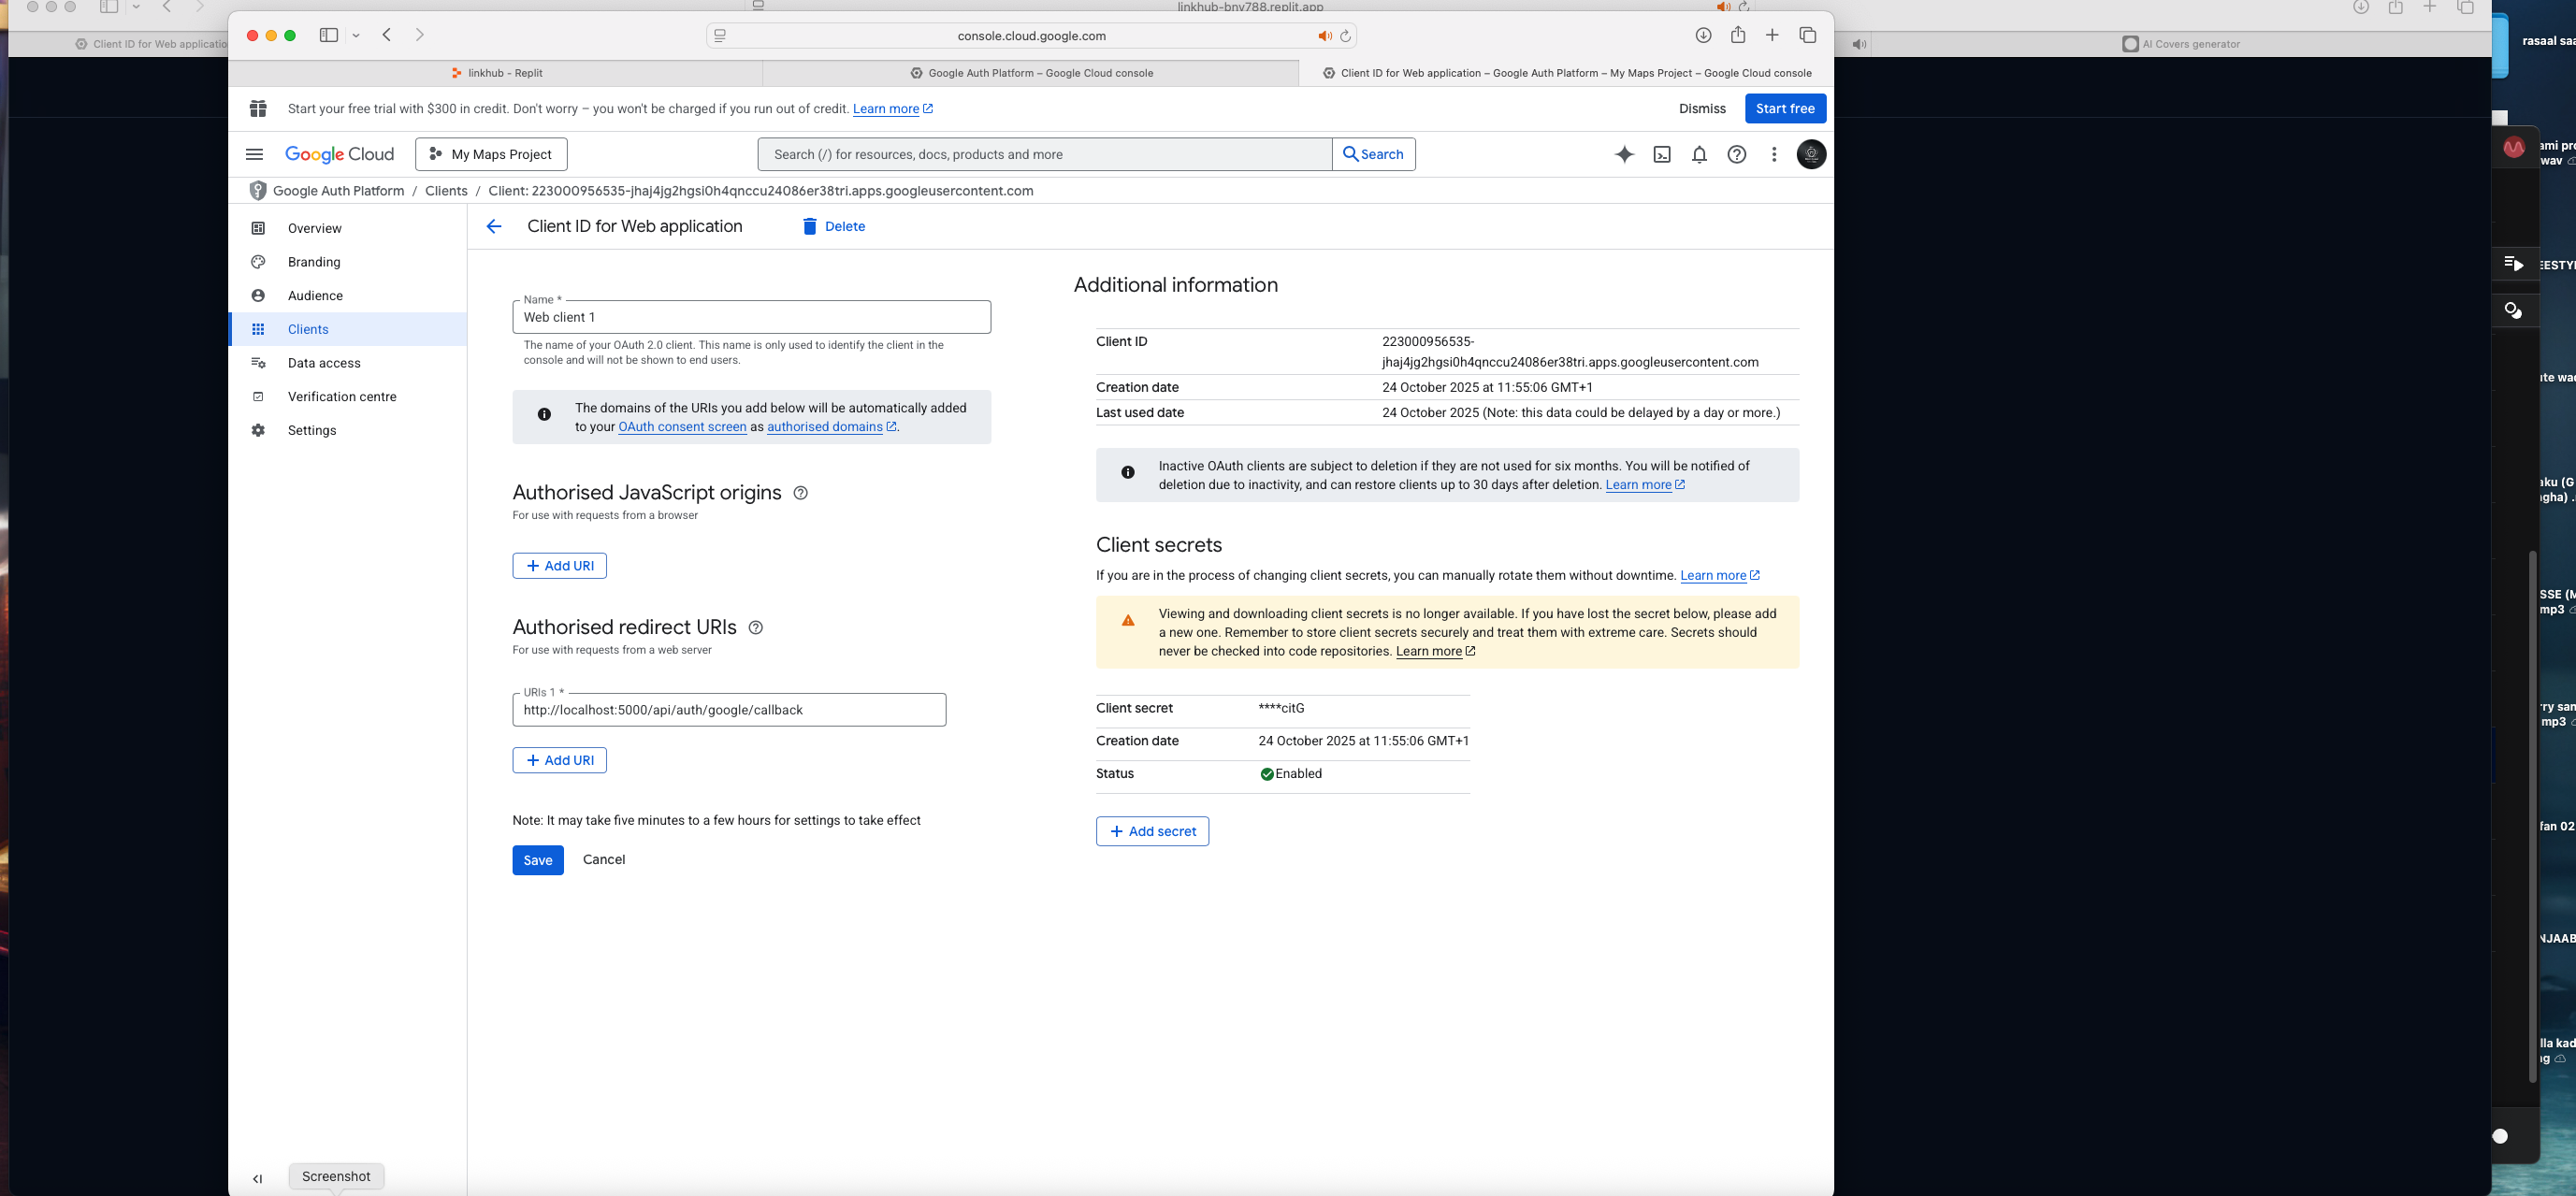 linkhub-bny788.replit.app
Client ID for Web applicatio
AI Covers generator
console.cloud.google.com
linkhub - Replit
Google Auth Platform – Google Cloud console
Client ID for Web application – Google Auth Platform – My Maps Project – Google Cloud console
Start your free trial with $300 in credit. Don't worry – you won't be charged if you run out of credit. Learn more
Dismiss
Start free
Google Cloud
My Maps Project
Search (/) for resources, docs, products and more
Search
Google Auth Platform / Clients / Client: 223000956535-jhaj4jg2hgsi0h4qnccu24086er38tri.apps.googleusercontent.com
Overview
Branding
Audience
Clients
Data access
Verification centre
Settings
Client ID for Web application
Delete
Name *
Web client 1
The name of your OAuth 2.0 client. This name is only used to identify the client in the
console and will not be shown to end users.
The domains of the URIs you add below will be automatically added
to your OAuth consent screen as authorised domains.
Authorised JavaScript origins
For use with requests from a browser
+ Add URI
Authorised redirect URIs
For use with requests from a web server
URIs 1 *
http://localhost:5000/api/auth/google/callback
+ Add URI
Note: It may take five minutes to a few hours for settings to take effect
Save
Cancel
Additional information
Client ID
223000956535-
jhaj4jg2hgsi0h4qnccu24086er38tri.apps.googleusercontent.com
Creation date
24 October 2025 at 11:55:06 GMT+1
Last used date
24 October 2025 (Note: this data could be delayed by a day or more.)
Inactive OAuth clients are subject to deletion if they are not used for six months. You will be notified of
deletion due to inactivity, and can restore clients up to 30 days after deletion. Learn more
Client secrets
If you are in the process of changing client secrets, you can manually rotate them without downtime. Learn more
Viewing and downloading client secrets is no longer available. If you have lost the secret below, please add
a new one. Remember to store client secrets securely and treat them with extreme care. Secrets should
never be checked into code repositories. Learn more
Client secret
****citG
Creation date
24 October 2025 at 11:55:06 GMT+1
Status
Enabled
+ Add secret
Screenshot
rasaal saa
ami pro
wav
EESTYL
ute wad
aku (G
gha) .
SSE (M
mp3
rry san
mp3
fan 02
NJAAB
lla kad
ng